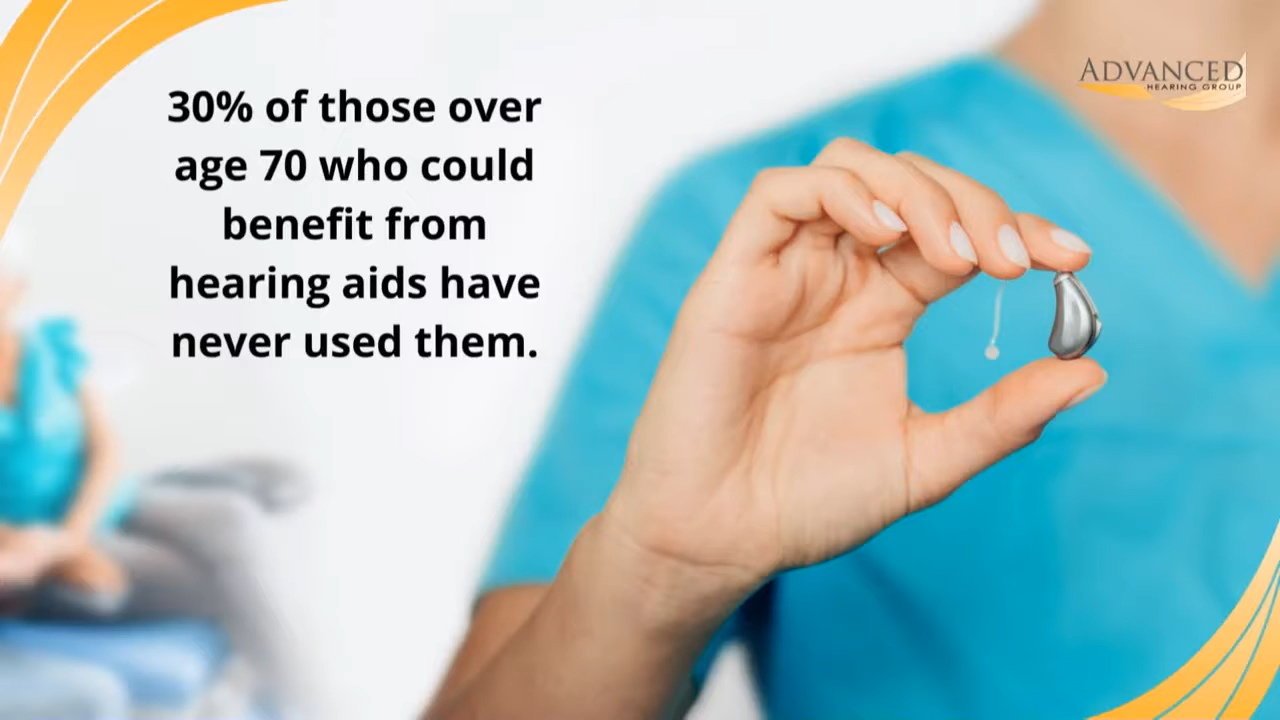 30% of those over
age 70 who could
benefit from
hearing aids have
never used them.
ADVANCED
HEARING GROUP